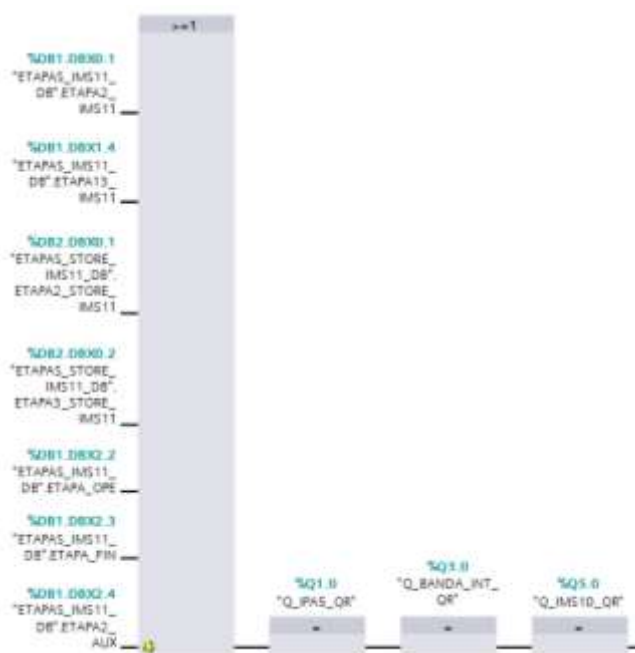 >=1
%DB1.DBX0.1
"ETAPAS_IMS11_
DB".ETAPA2_
IMS11
%DB1.DBX1.4
"ETAPAS_IMS11_
DB".ETAPA13_
IMS11
%DB2.DBX0.1
"ETAPAS_STORE_
IMS11_DB".
ETAPA2_STORE_
IMS11
%DB2.DBX0.2
"ETAPAS_STORE_
IMS11_DB".
ETAPA3_STORE_
IMS11
%DB1.DBX2.2
"ETAPAS_IMS11_
DB".ETAPA_OPE
%DB1.DBX2.3
"ETAPAS_IMS11_
DB".ETAPA_FIN
%DB1.DBX2.4
"ETAPAS_IMS11_
DB".ETAPA2_
AUX
%Q1.0
"Q_IPA5_QR"
=
%Q3.0
"Q_BANDA_INT_
QR"
=
%Q5.0
"Q_IMS10_QR"
=